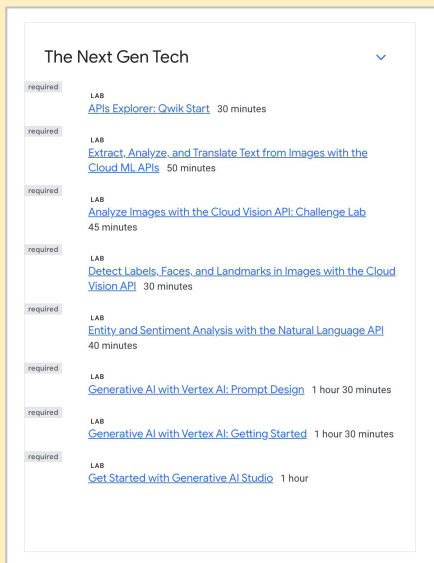 The Next Gen Tech
required
LAB
APIs Explorer: Qwik Start 30 minutes
required
LAB
Extract, Analyze, and Translate Text from Images with the
Cloud ML APIs 50 minutes
required
LAB
Analyze Images with the Cloud Vision API: Challenge Lab
45 minutes
required
LAB
Detect Labels, Faces, and Landmarks in Images with the Cloud
Vision API 30 minutes
required
LAB
Entity and Sentiment Analysis with the Natural Language API
40 minutes
required
LAB
Generative AI with Vertex AI: Prompt Design 1 hour 30 minutes
required
LAB
Generative AI with Vertex AI: Getting Started 1 hour 30 minutes
required
LAB
Get Started with Generative AI Studio 1 hour